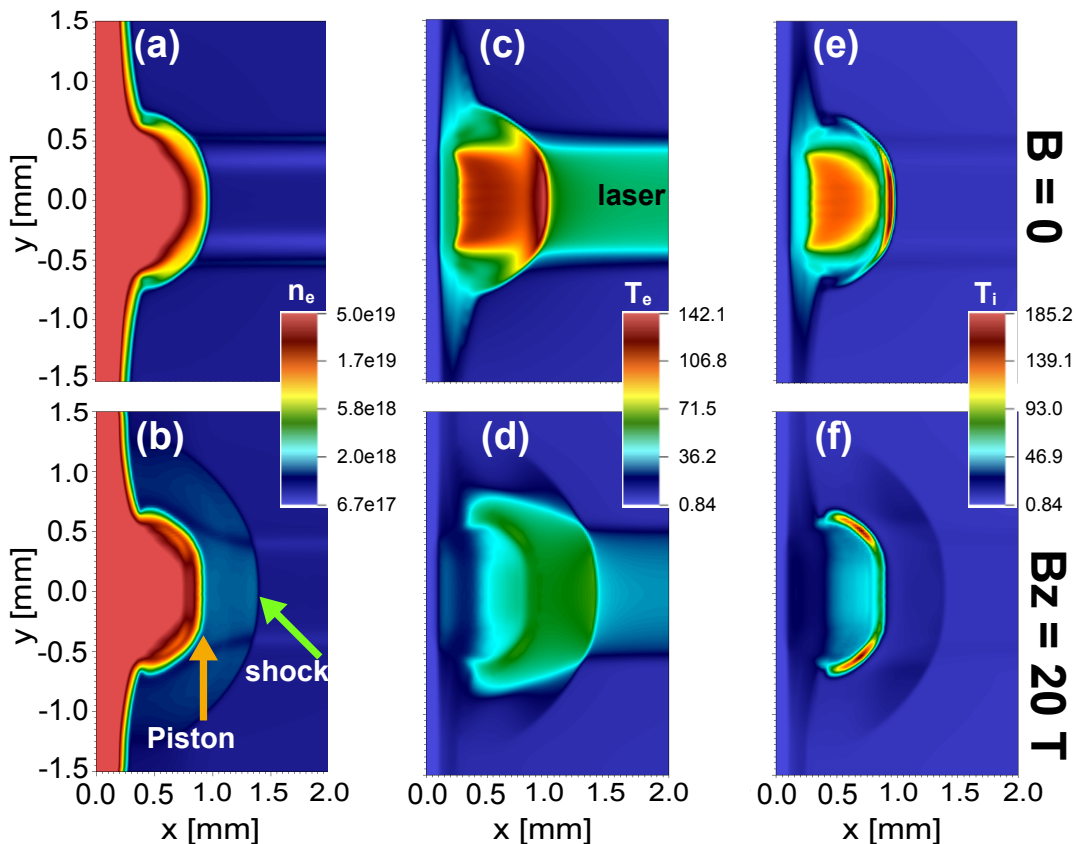 (a)
(c)
(e)
B = 0
1.5
1.0
0.5
0.0
-0.5
-1.0
-1.5
y [mm]
laser
n_e
5.0e19
1.7e19
5.8e18
2.0e18
6.7e17
T_e
142.1
106.8
71.5
36.2
0.84
T_i
185.2
139.1
93.0
46.9
0.84
(b)
(d)
(f)
Bz = 20 T
1.5
1.0
0.5
0.0
-0.5
-1.0
-1.5
y [mm]
shock
Piston
0.0 0.5 1.0 1.5 2.0
x [mm]
0.0 0.5 1.0 1.5 2.0
x [mm]
0.0 0.5 1.0 1.5 2.0
x [mm]